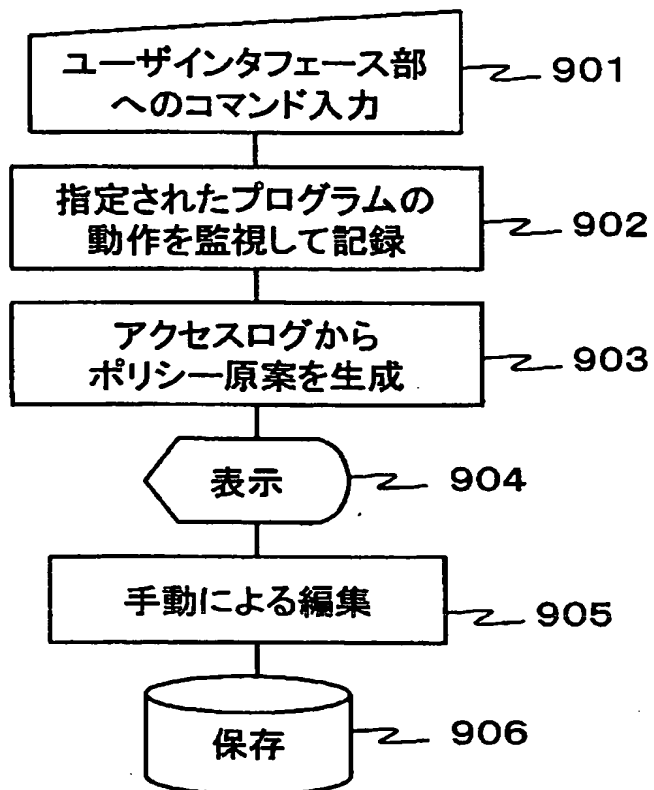 ユーザインタフェース部
へのコマンド入力
901
指定されたプログラムの
動作を監視して記録
902
アクセスログから
ポリシー原案を生成
903
表示
904
手動による編集
905
保存
906